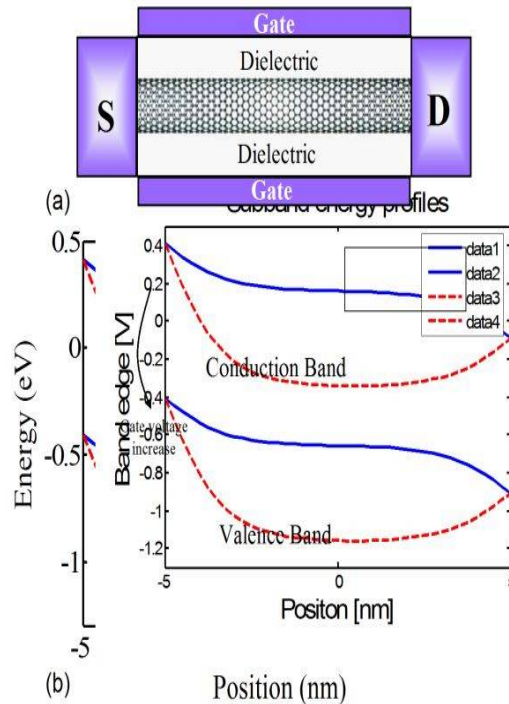 Gate
Dielectric
S
D
Dielectric
Gate
(a)
energy profiles
0.5
0
-0.5
-1
-5
Energy (eV)
0.4
0.2
0
-0.2
-0.4
-0.6
-0.8
-1
-1.2
Band edge [V]
data1
data2
data3
data4
Conduction Band
voltage
increase
Valence Band
-5
0
Positon [nm]
(b)
Position (nm)